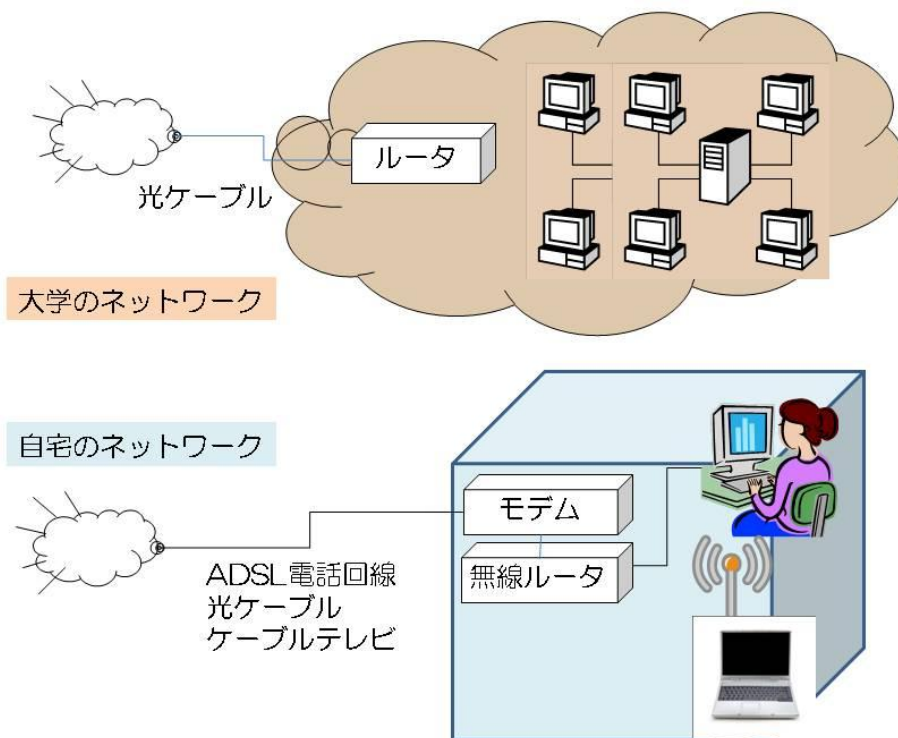 ルータ
光ケーブル
大学のネットワーク
自宅のネットワーク
モデム
無線ルータ
ADSL電話回線
光ケーブル
ケーブルテレビ